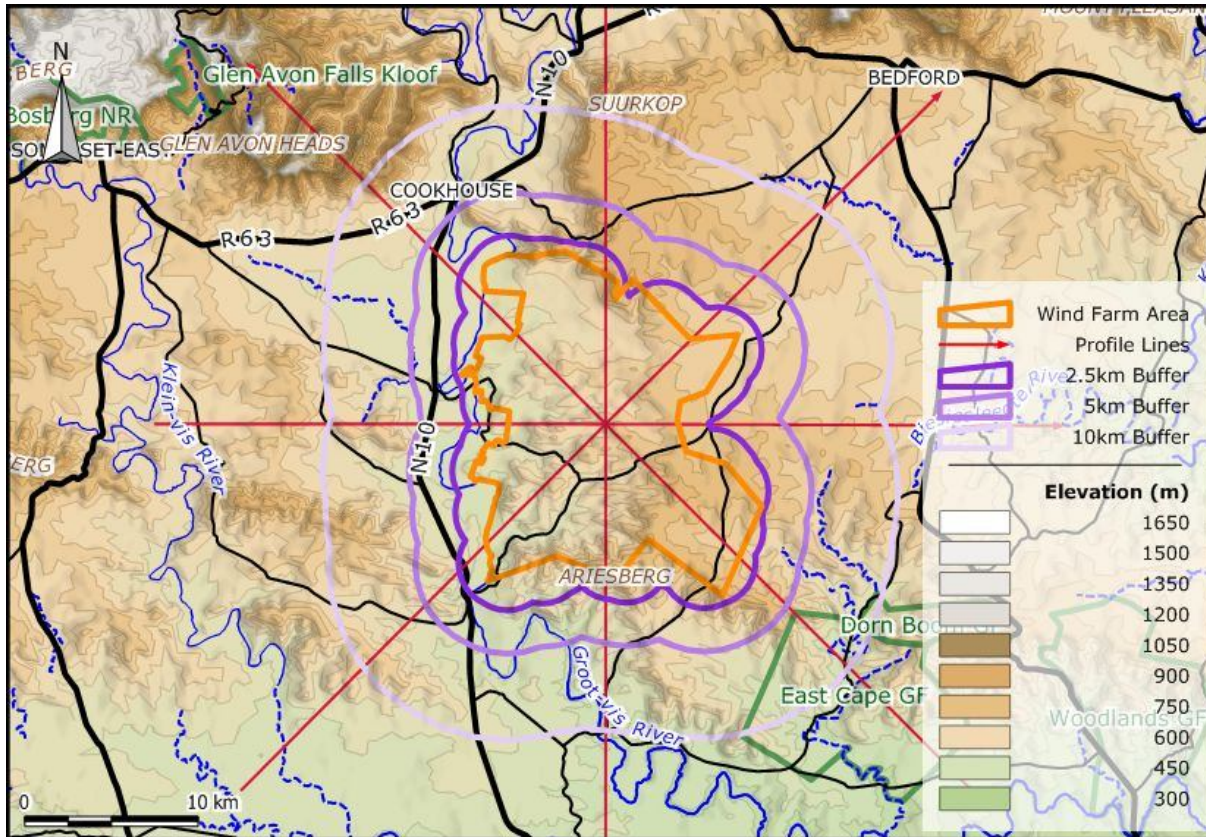 MOUNT PLEASAN
N
BERG
Glen Avon Falls Kloof
N10
BEDFORD
SUURKOP
Bosberg NR
GLEN AVON HEADS
COOKHOUSE
R63
R63
Klein-vis River
N10
BERG
ARIESBERG
Groot-vis River
East Cape GF
Woodlands GF
Wind Farm Area
Profile Lines
2.5km Buffer
5km Buffer
10km Buffer
Elevation (m)
1650
1500
1350
1200
1050
900
750
600
450
300
0 10 km